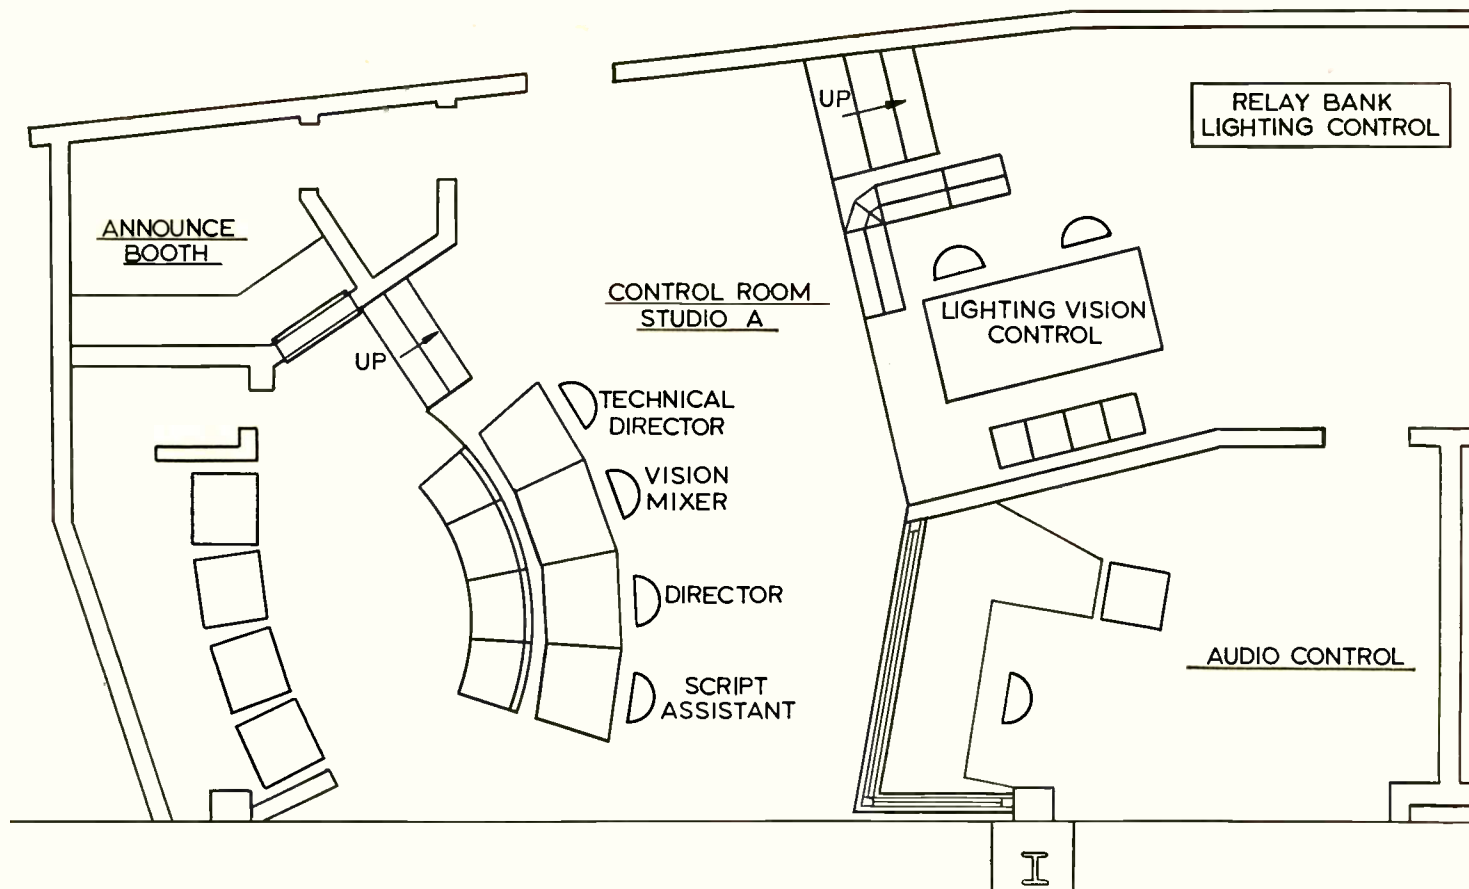 UP
RELAY BANK
LIGHTING CONTROL
ANNOUNCE
BOOTH
CONTROL ROOM
STUDIO A
LIGHTING VISION
CONTROL
UP
TECHNICAL
DIRECTOR
VISION
MIXER
DIRECTOR
SCRIPT
ASSISTANT
AUDIO CONTROL